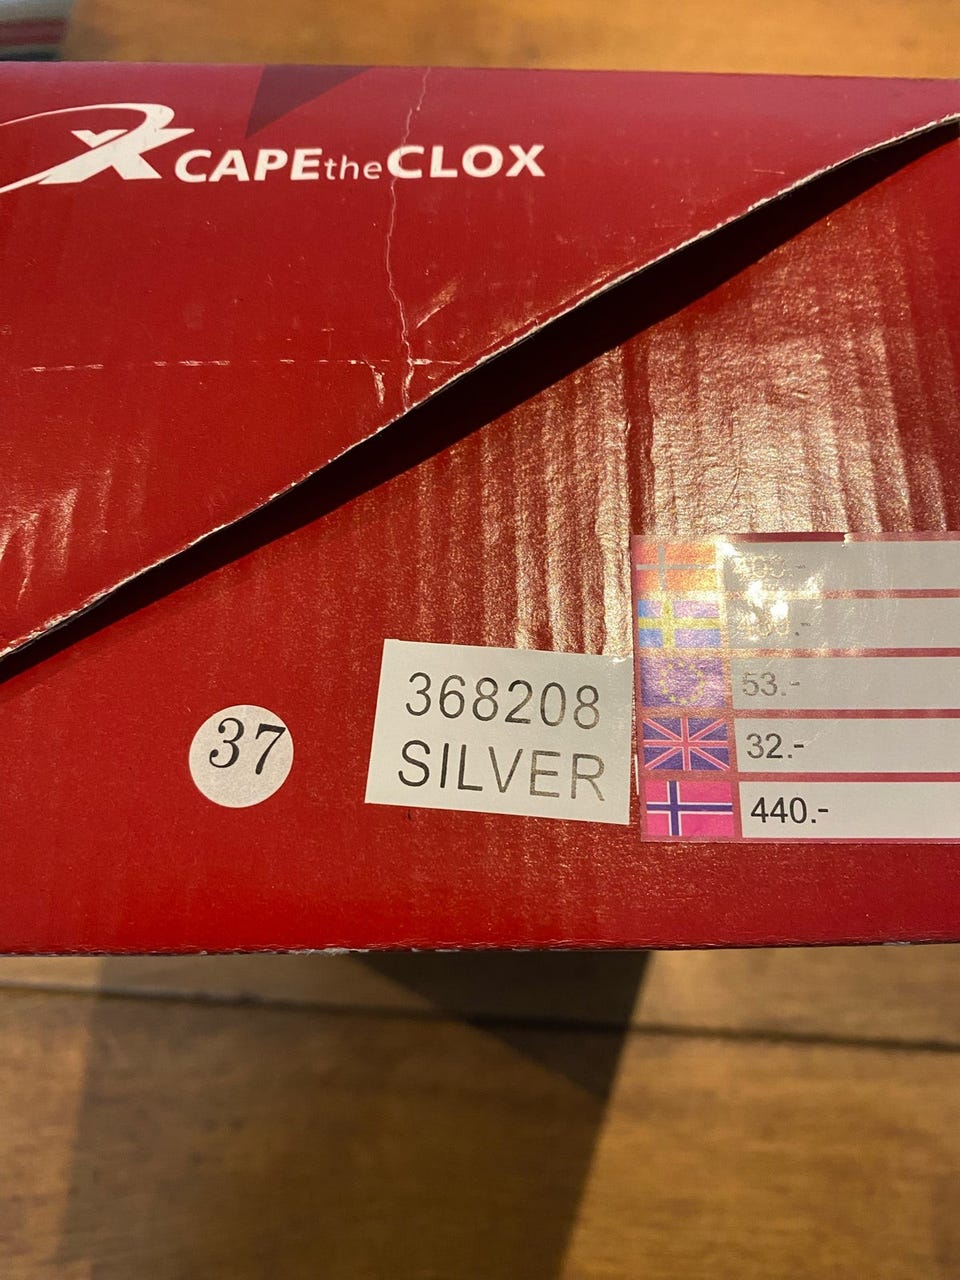 XCAPEtheCLOX
37
368208
SILVER
53.-
32.-
440.-